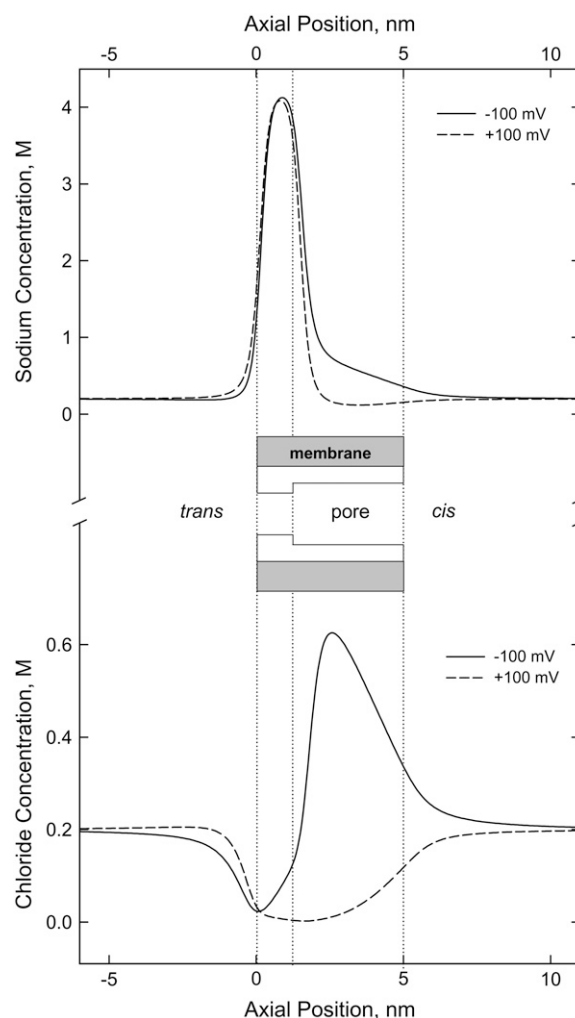 Axial Position, nm
-5 0 5 10
-100 mV
+100 mV
Sodium Concentration, M
4
3
2
1
0
membrane
trans pore cis
Chloride Concentration, M
0.6
0.4
0.2
0.0
-100 mV
+100 mV
-5 0 5 10
Axial Position, nm